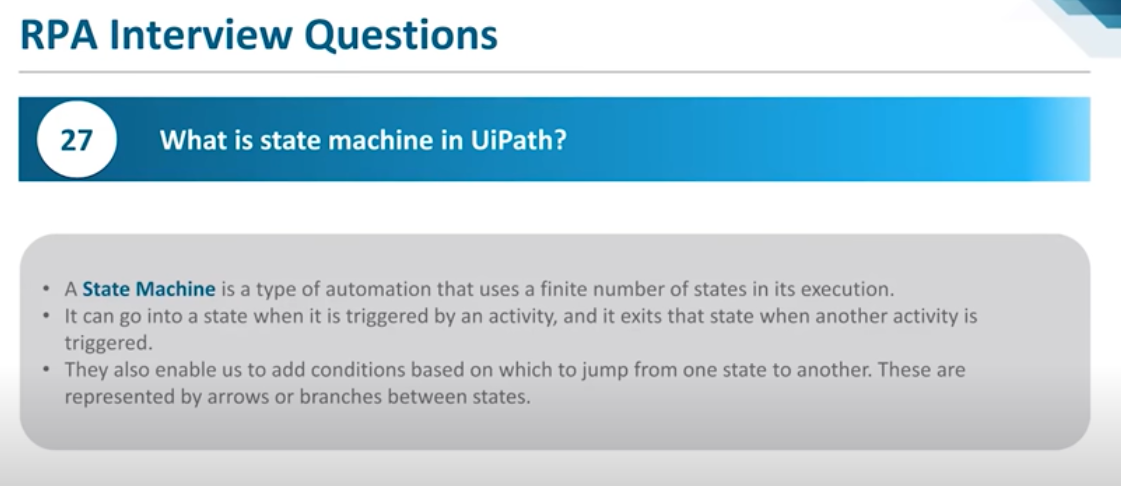 RPA Interview Questions
27 What is state machine in UiPath?
• A State Machine is a type of automation that uses a finite number of states in its execution.
• It can go into a state when it is triggered by an activity, and it exits that state when another activity is
triggered.
• They also enable us to add conditions based on which to jump from one state to another. These are
represented by arrows or branches between states.